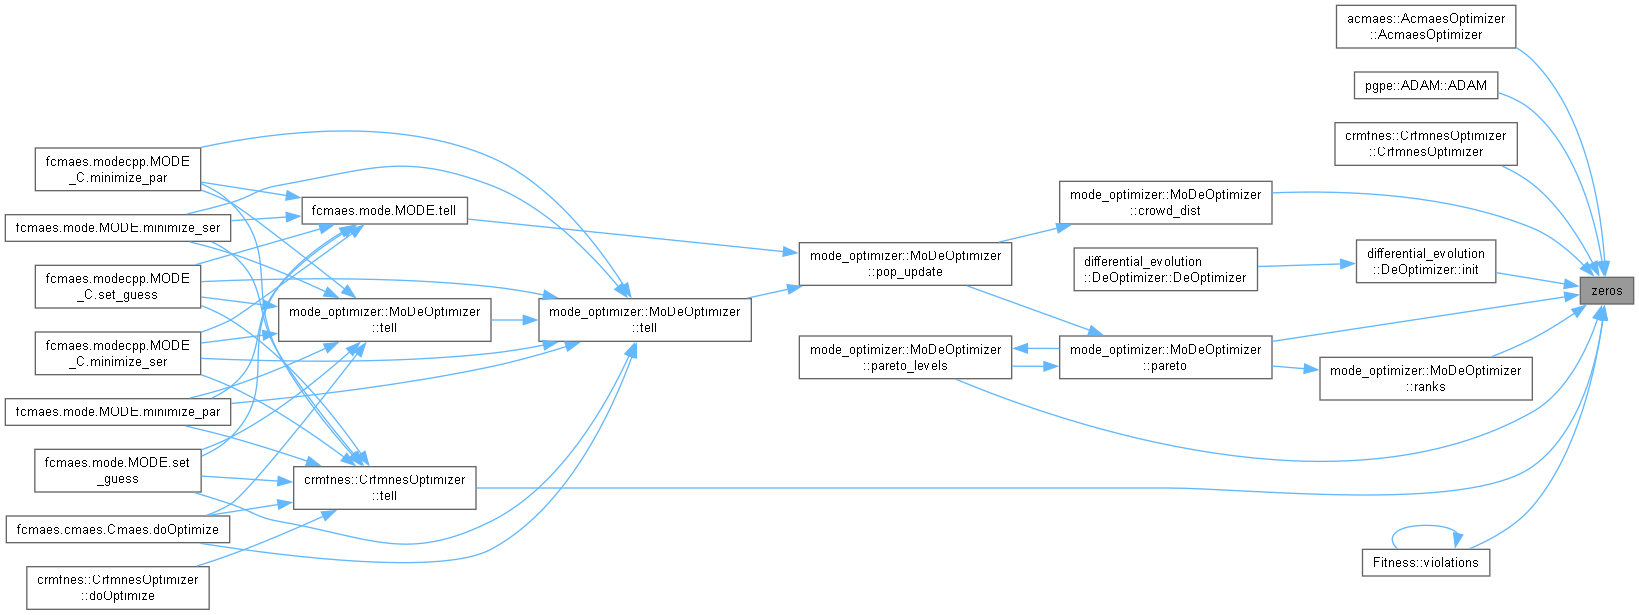 acmaes::AcmaesOptimizer
::AcmaesOptimizer
pgpe::ADAM::ADAM
crfmnes::CrfmnesOptimizer
::CrfmnesOptimizer
fcmaes.modecpp.MODE
_C.minimize_par
mode_optimizer::MoDeOptimizer
::crowd_dist
fcmaes.mode.MODE.tell
fcmaes.mode.MODE.minimize_ser
mode_optimizer::MoDeOptimizer
::pop_update
differential_evolution
::DeOptimizer::DeOptimizer
differential_evolution
::DeOptimizer::init
zeros
fcmaes.modecpp.MODE
_C.set_guess
mode_optimizer::MoDeOptimizer
::tell
mode_optimizer::MoDeOptimizer
::tell
fcmaes.modecpp.MODE
_C.minimize_ser
mode_optimizer::MoDeOptimizer
::pareto_levels
mode_optimizer::MoDeOptimizer
::pareto
mode_optimizer::MoDeOptimizer
::ranks
fcmaes.mode.MODE.minimize_par
fcmaes.mode.MODE.set
_guess
crfmnes::CrfmnesOptimizer
::tell
fcmaes.cmaes.Cmaes.doOptimize
Fitness::violations
crfmnes::CrfmnesOptimizer
::doOptimize